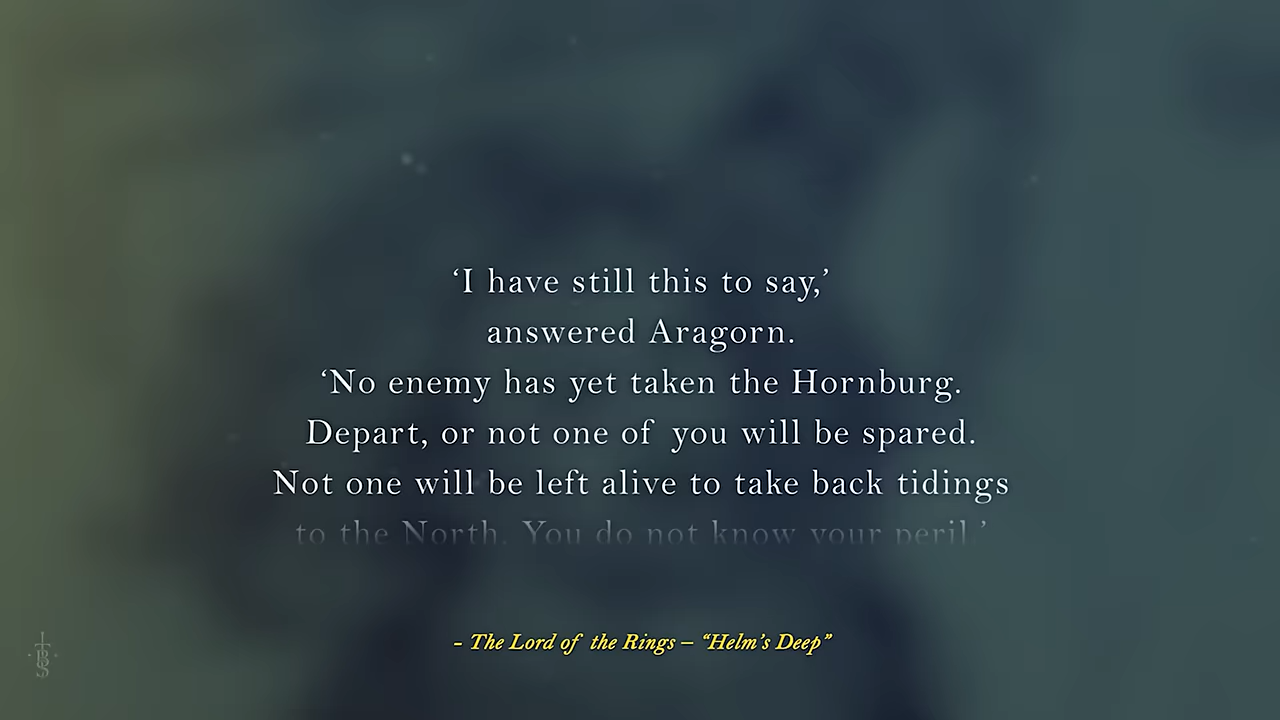 ‘I have still this to say,’
answered Aragorn.
‘No enemy has yet taken the Hornburg.
Depart, or not one of you will be spared.
Not one will be left alive to take back tidings
to the North. You do not know your peril.’
- The Lord of the Rings – “Helm’s Deep”